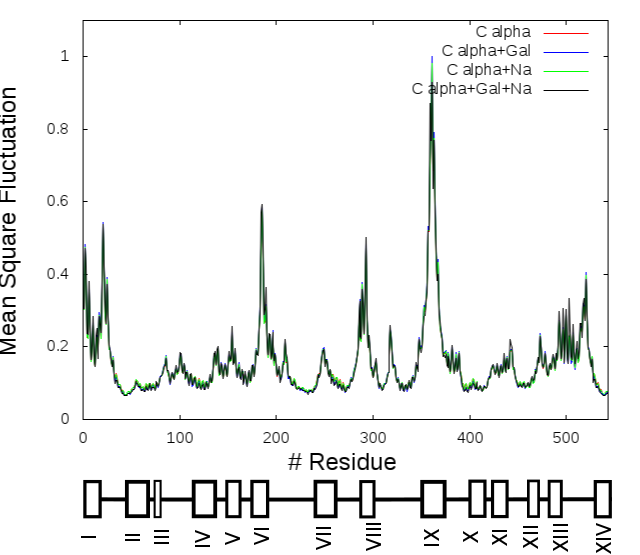 C alpha
C alpha+Gal
C alpha+Na
C alpha+Gal+Na
Mean Square Fluctuation
1
0.8
0.6
0.4
0.2
0
0 100 200 300 400 500
# Residue
I II III IV V VI VII VIII IX X XI XII XIII XIV